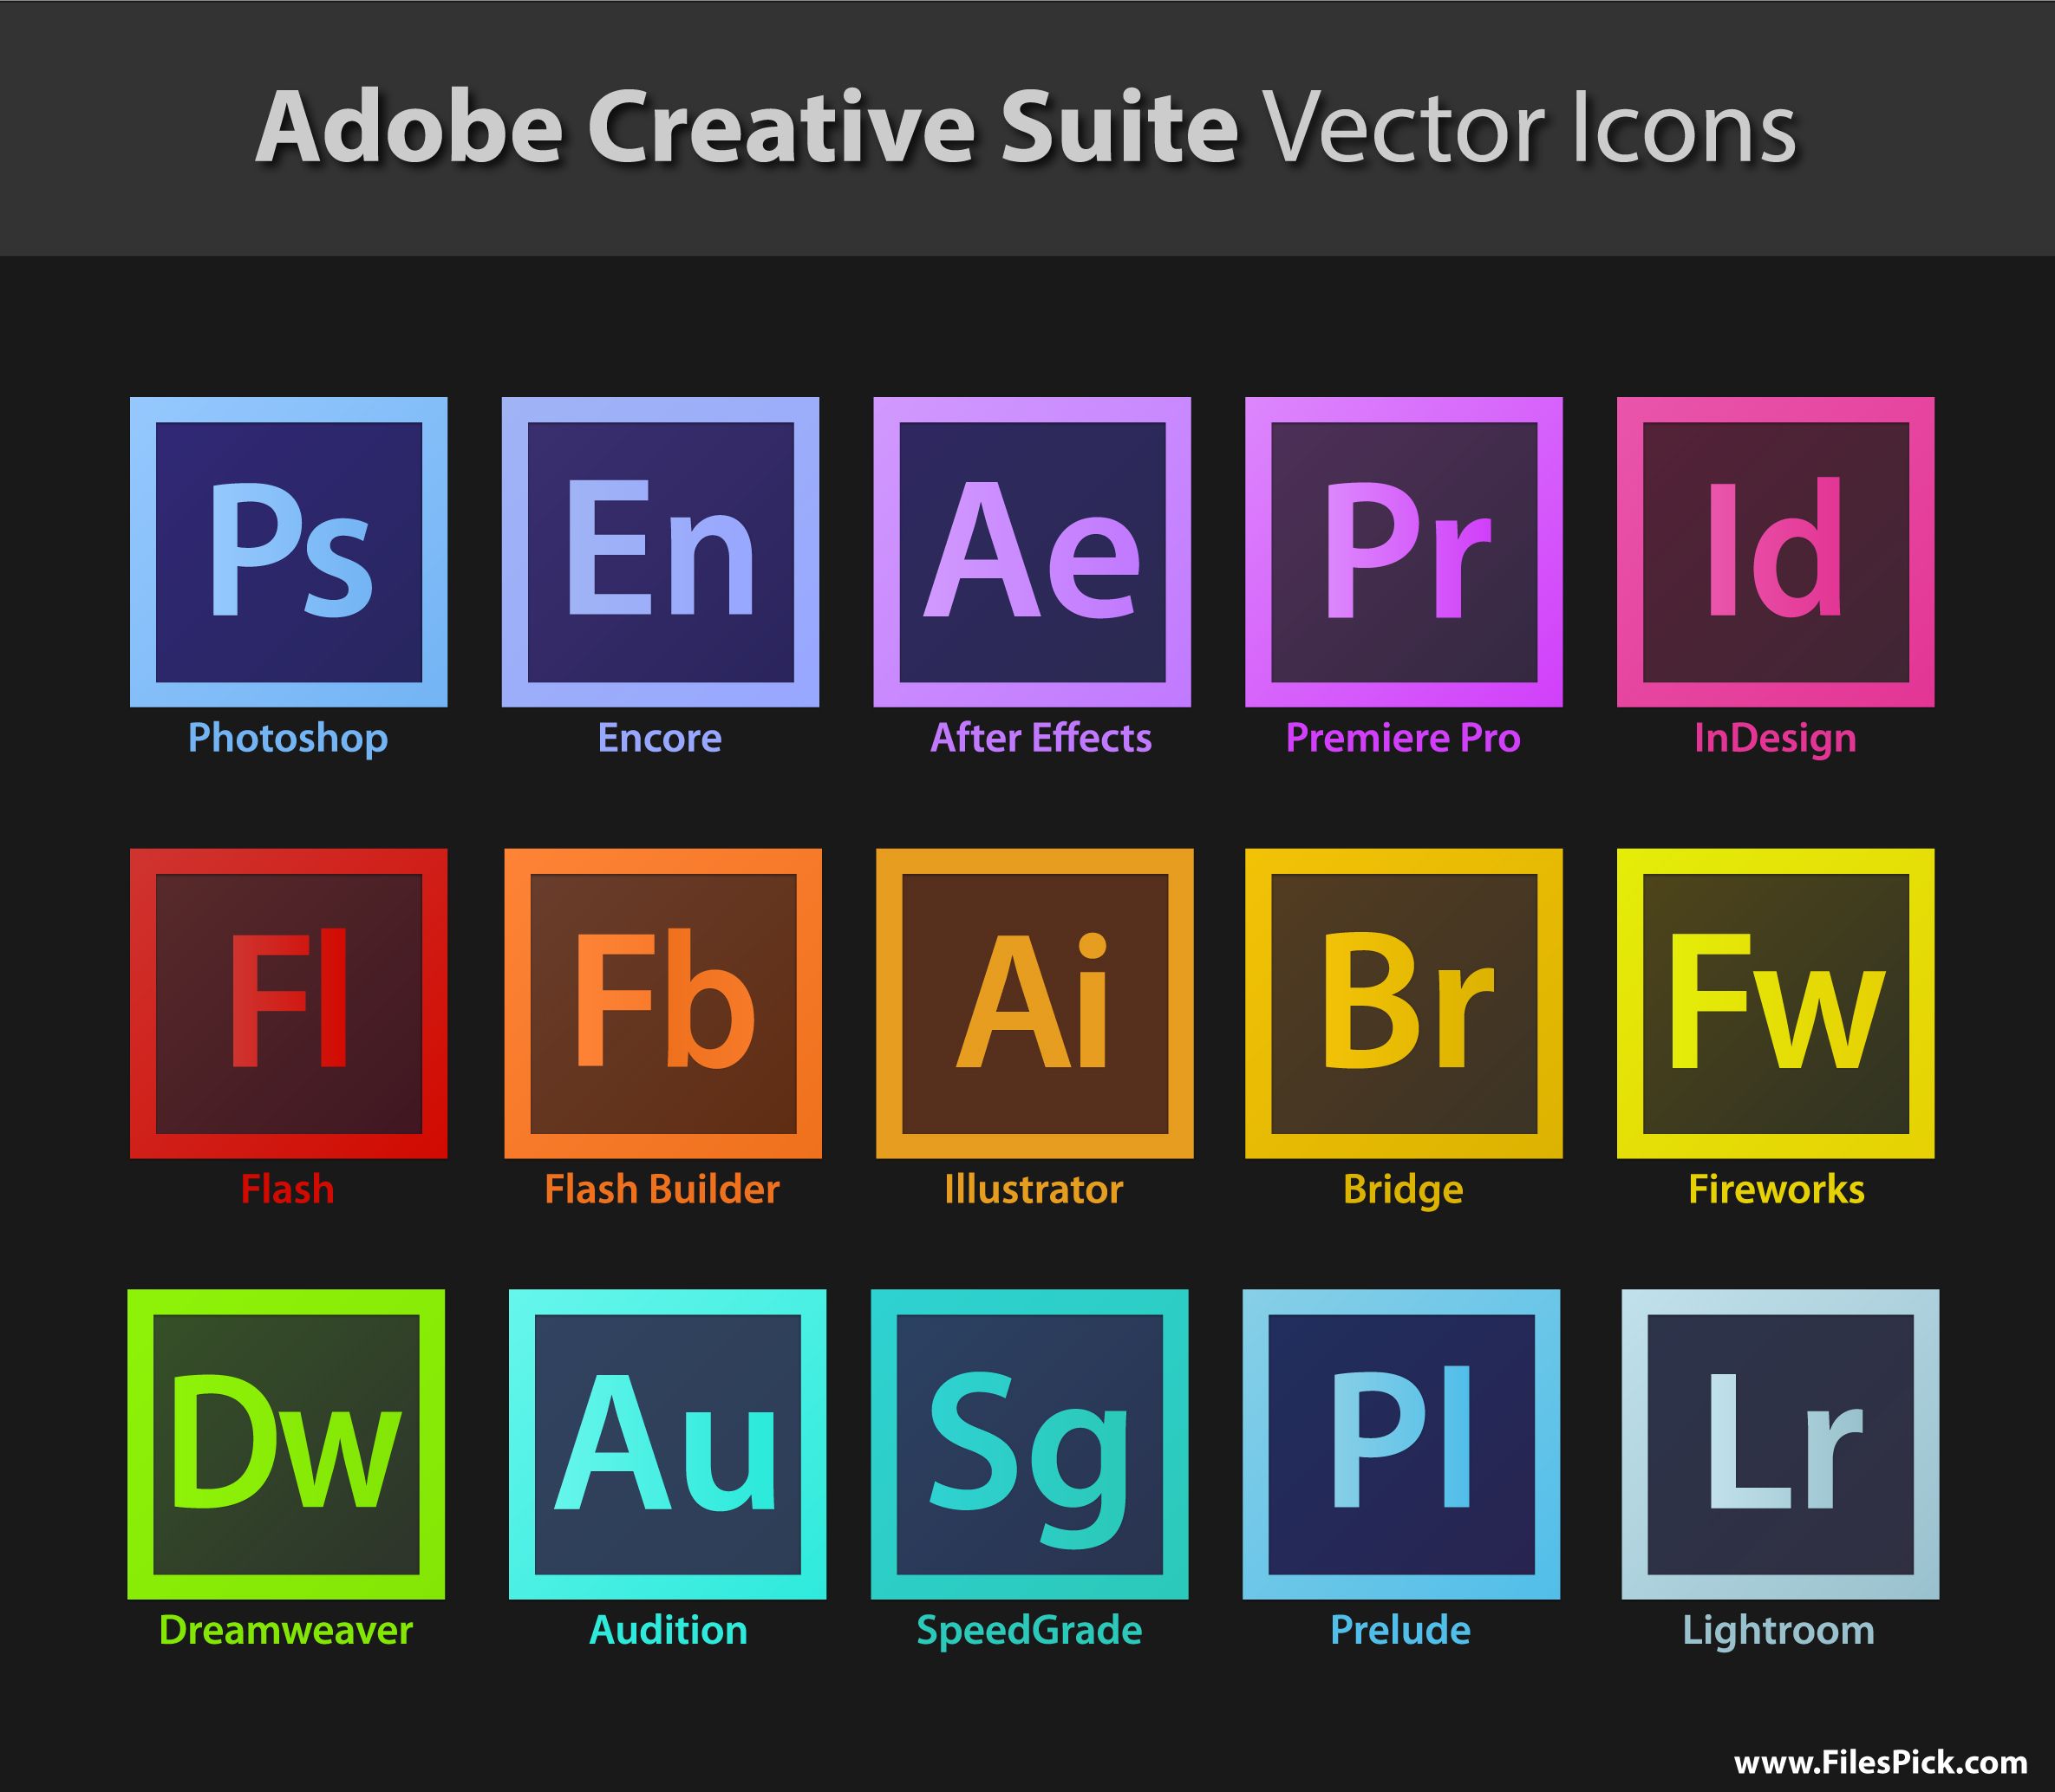 Adobe Creative Suite Vector Icons
Ps En Ae Pr Id
Photoshop Encore After Effects Premiere Pro InDesign
Fl Fb Ai Br Fw
Flash Flash Builder Illustrator Bridge Fireworks
Dw Au Sg Pl Lr
Dreamweaver Audition SpeedGrade Prelude Lightroom
www.FilesPick.com